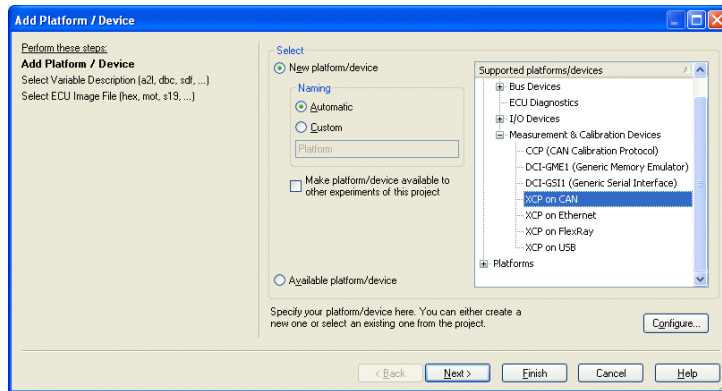 Add Platform / Device
Perform these steps:
Add Platform / Device
Select Variable Description (a2l, dbc, sdf, ...)
Select ECU Image File (hex, mot, s19, ...)
Select
New platform/device
Naming
Automatic
Custom
Platform
Make platform/device available to
other experiments of this project
Available platform/device
Supported platforms/devices
Bus Devices
ECU Diagnostics
I/O Devices
Measurement & Calibration Devices
CCP (CAN Calibration Protocol)
DCI-GME1 (Generic Memory Emulator)
DCI-GSI1 (Generic Serial Interface)
XCP on CAN
XCP on Ethernet
XCP on FlexRay
XCP on USB
Platforms
Specify your platform/device here. You can either create a
new one or select an existing one from the project.
Configure...
< Back
Next >
Finish
Cancel
Help